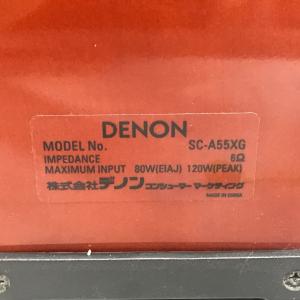 DENON
MODEL No. SC-A55XG
IMPEDANCE 6Ω
MAXIMUM INPUT 80W(EIAJ) 120W(PEAK)
株式会社デノン コンシューマー マーケティング
MADE IN CHINA